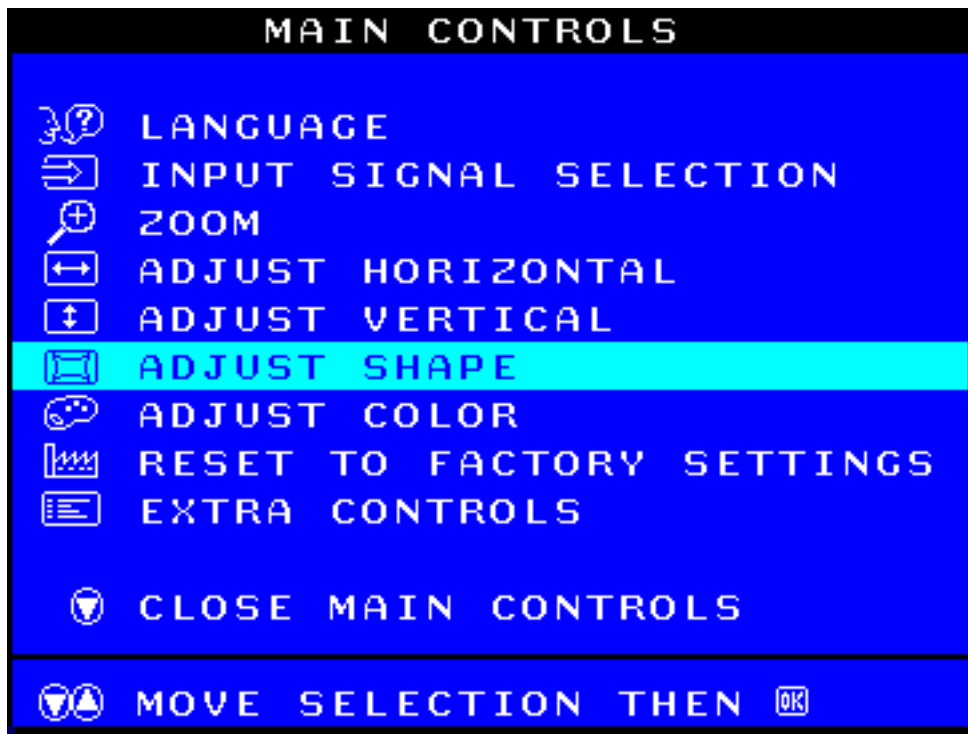 MAIN CONTROLS
LANGUAGE
INPUT SIGNAL SELECTION
ZOOM
ADJUST HORIZONTAL
ADJUST VERTICAL
ADJUST SHAPE
ADJUST COLOR
RESET TO FACTORY SETTINGS
EXTRA CONTROLS
CLOSE MAIN CONTROLS
MOVE SELECTION THEN OK